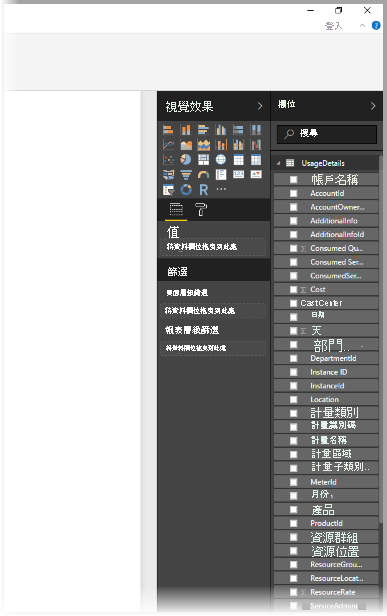 登入
視覺效果
值
將資料欄位拖曳到此處
篩選
頁面層級篩選
將資料欄位拖曳到此處
報表層級篩選
將資料欄位拖曳到此處
欄位
搜尋
UsageDetails
帳戶名稱
AccountId
AccountOwner...
AdditionalInfo
AdditionalInfoId
Consumed Qu...
Consumed Ser...
ConsumedSer...
Cost
CastCenter
日期
天
部門..
DepartmentId
Instance ID
InstanceId
Location
計量類別
計量識別碼
計量名稱
計量區域
計量子類別..
MeterId
月份
產品
ProductId
資源群組
資源位置
ResourceGrou...
ResourceLocat...
ResourceRate
ServiceAdmini